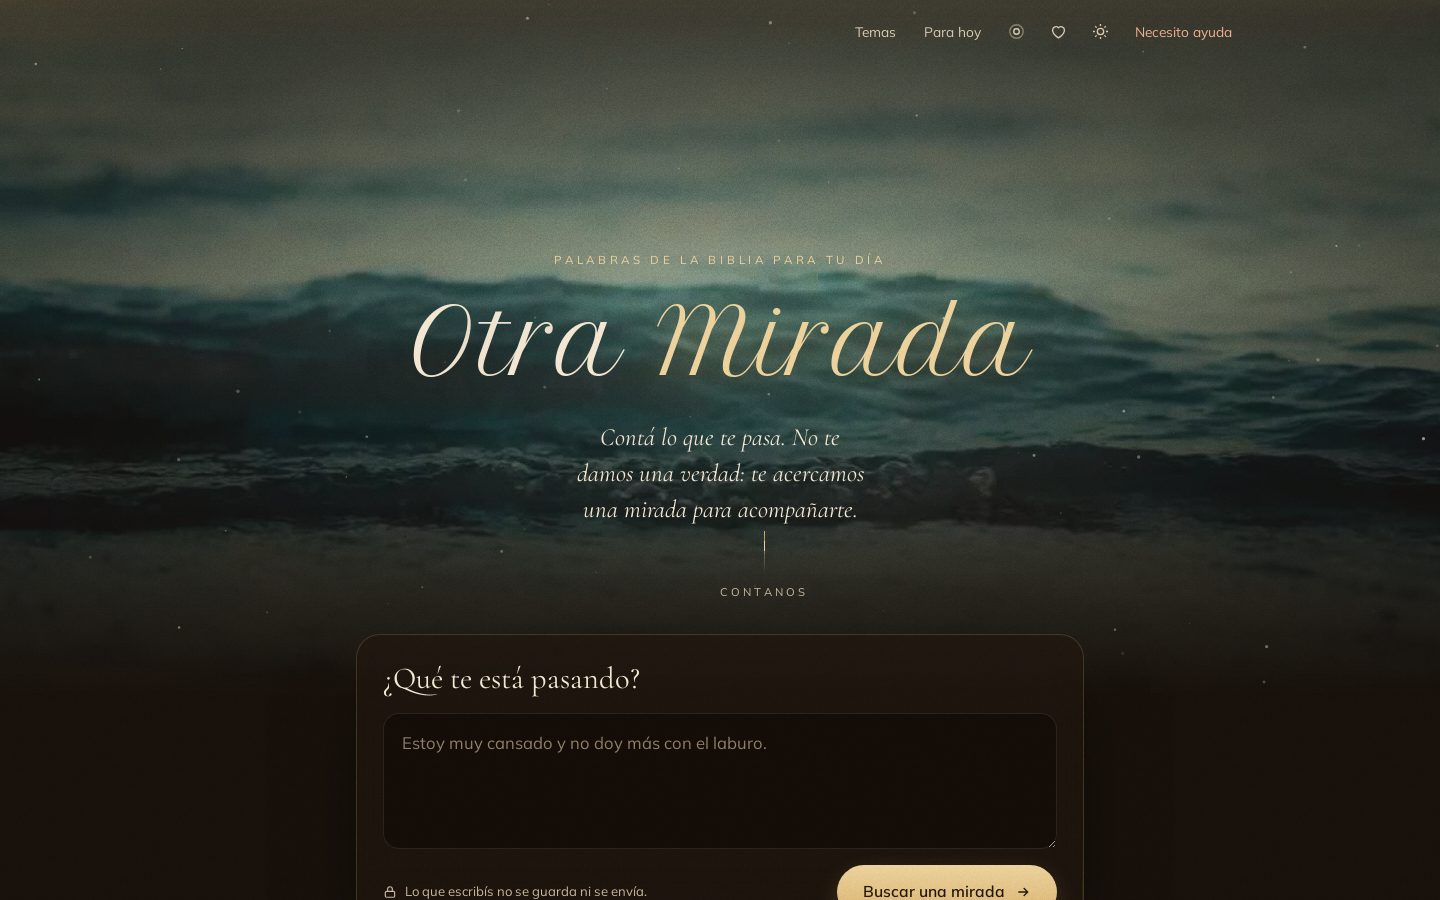 Temas Para hoy Necesito ayuda
PALABRAS DE LA BIBLIA PARA TU DÍA
Otra Mirada
Contá lo que te pasa. No te
damos una verdad: te acercamos
una mirada para acompañarte.
CONTANOS
¿Qué te está pasando?
Estoy muy cansado y no doy más con el laburo.
Lo que escribís no se guarda ni se envía.
Buscar una mirada →